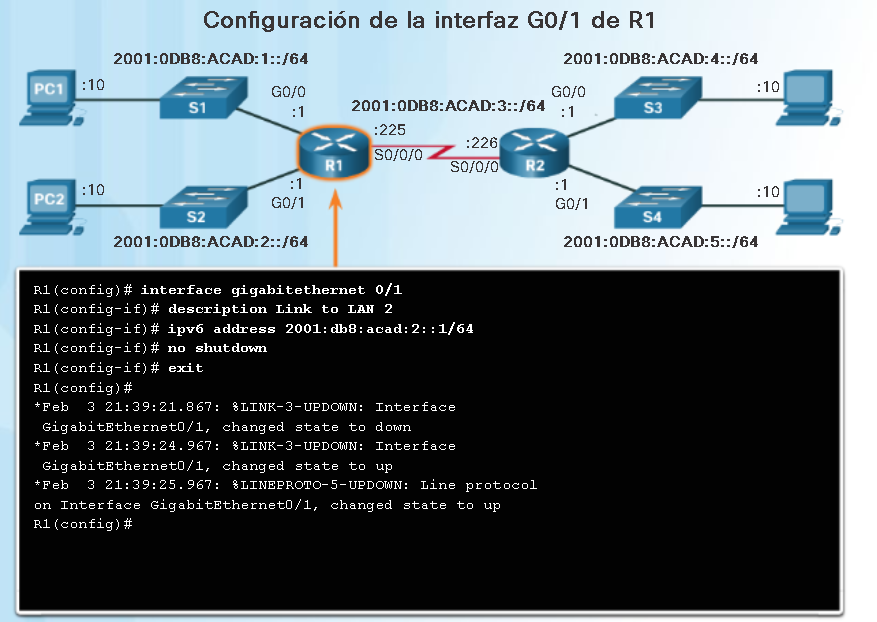 Configuración de la interfaz G0/1 de R1
2001:0DB8:ACAD:1::/64
2001:0DB8:ACAD:4::/64
PC1
:10
S1
G0/0
:1
2001:0DB8:ACAD:3::/64
G0/0
:1
S3
:10
:225
S0/0/0
R1
:226
S0/0/0
R2
PC2
:10
S2
:1
G0/1
:1
G0/1
S4
:10
2001:0DB8:ACAD:2::/64
2001:0DB8:ACAD:5::/64
R1(config)# interface gigabitethernet 0/1
R1(config-if)# description Link to LAN 2
R1(config-if)# ipv6 address 2001:db8:acad:2::1/64
R1(config-if)# no shutdown
R1(config-if)# exit
R1(config)#
*Feb  3 21:39:21.867: %LINK-3-UPDOWN: Interface
GigabitEthernet0/1, changed state to down
*Feb  3 21:39:24.967: %LINK-3-UPDOWN: Interface
GigabitEthernet0/1, changed state to up
*Feb  3 21:39:25.967: %LINEPROTO-5-UPDOWN: Line protocol
on Interface GigabitEthernet0/1, changed state to up
R1(config)#